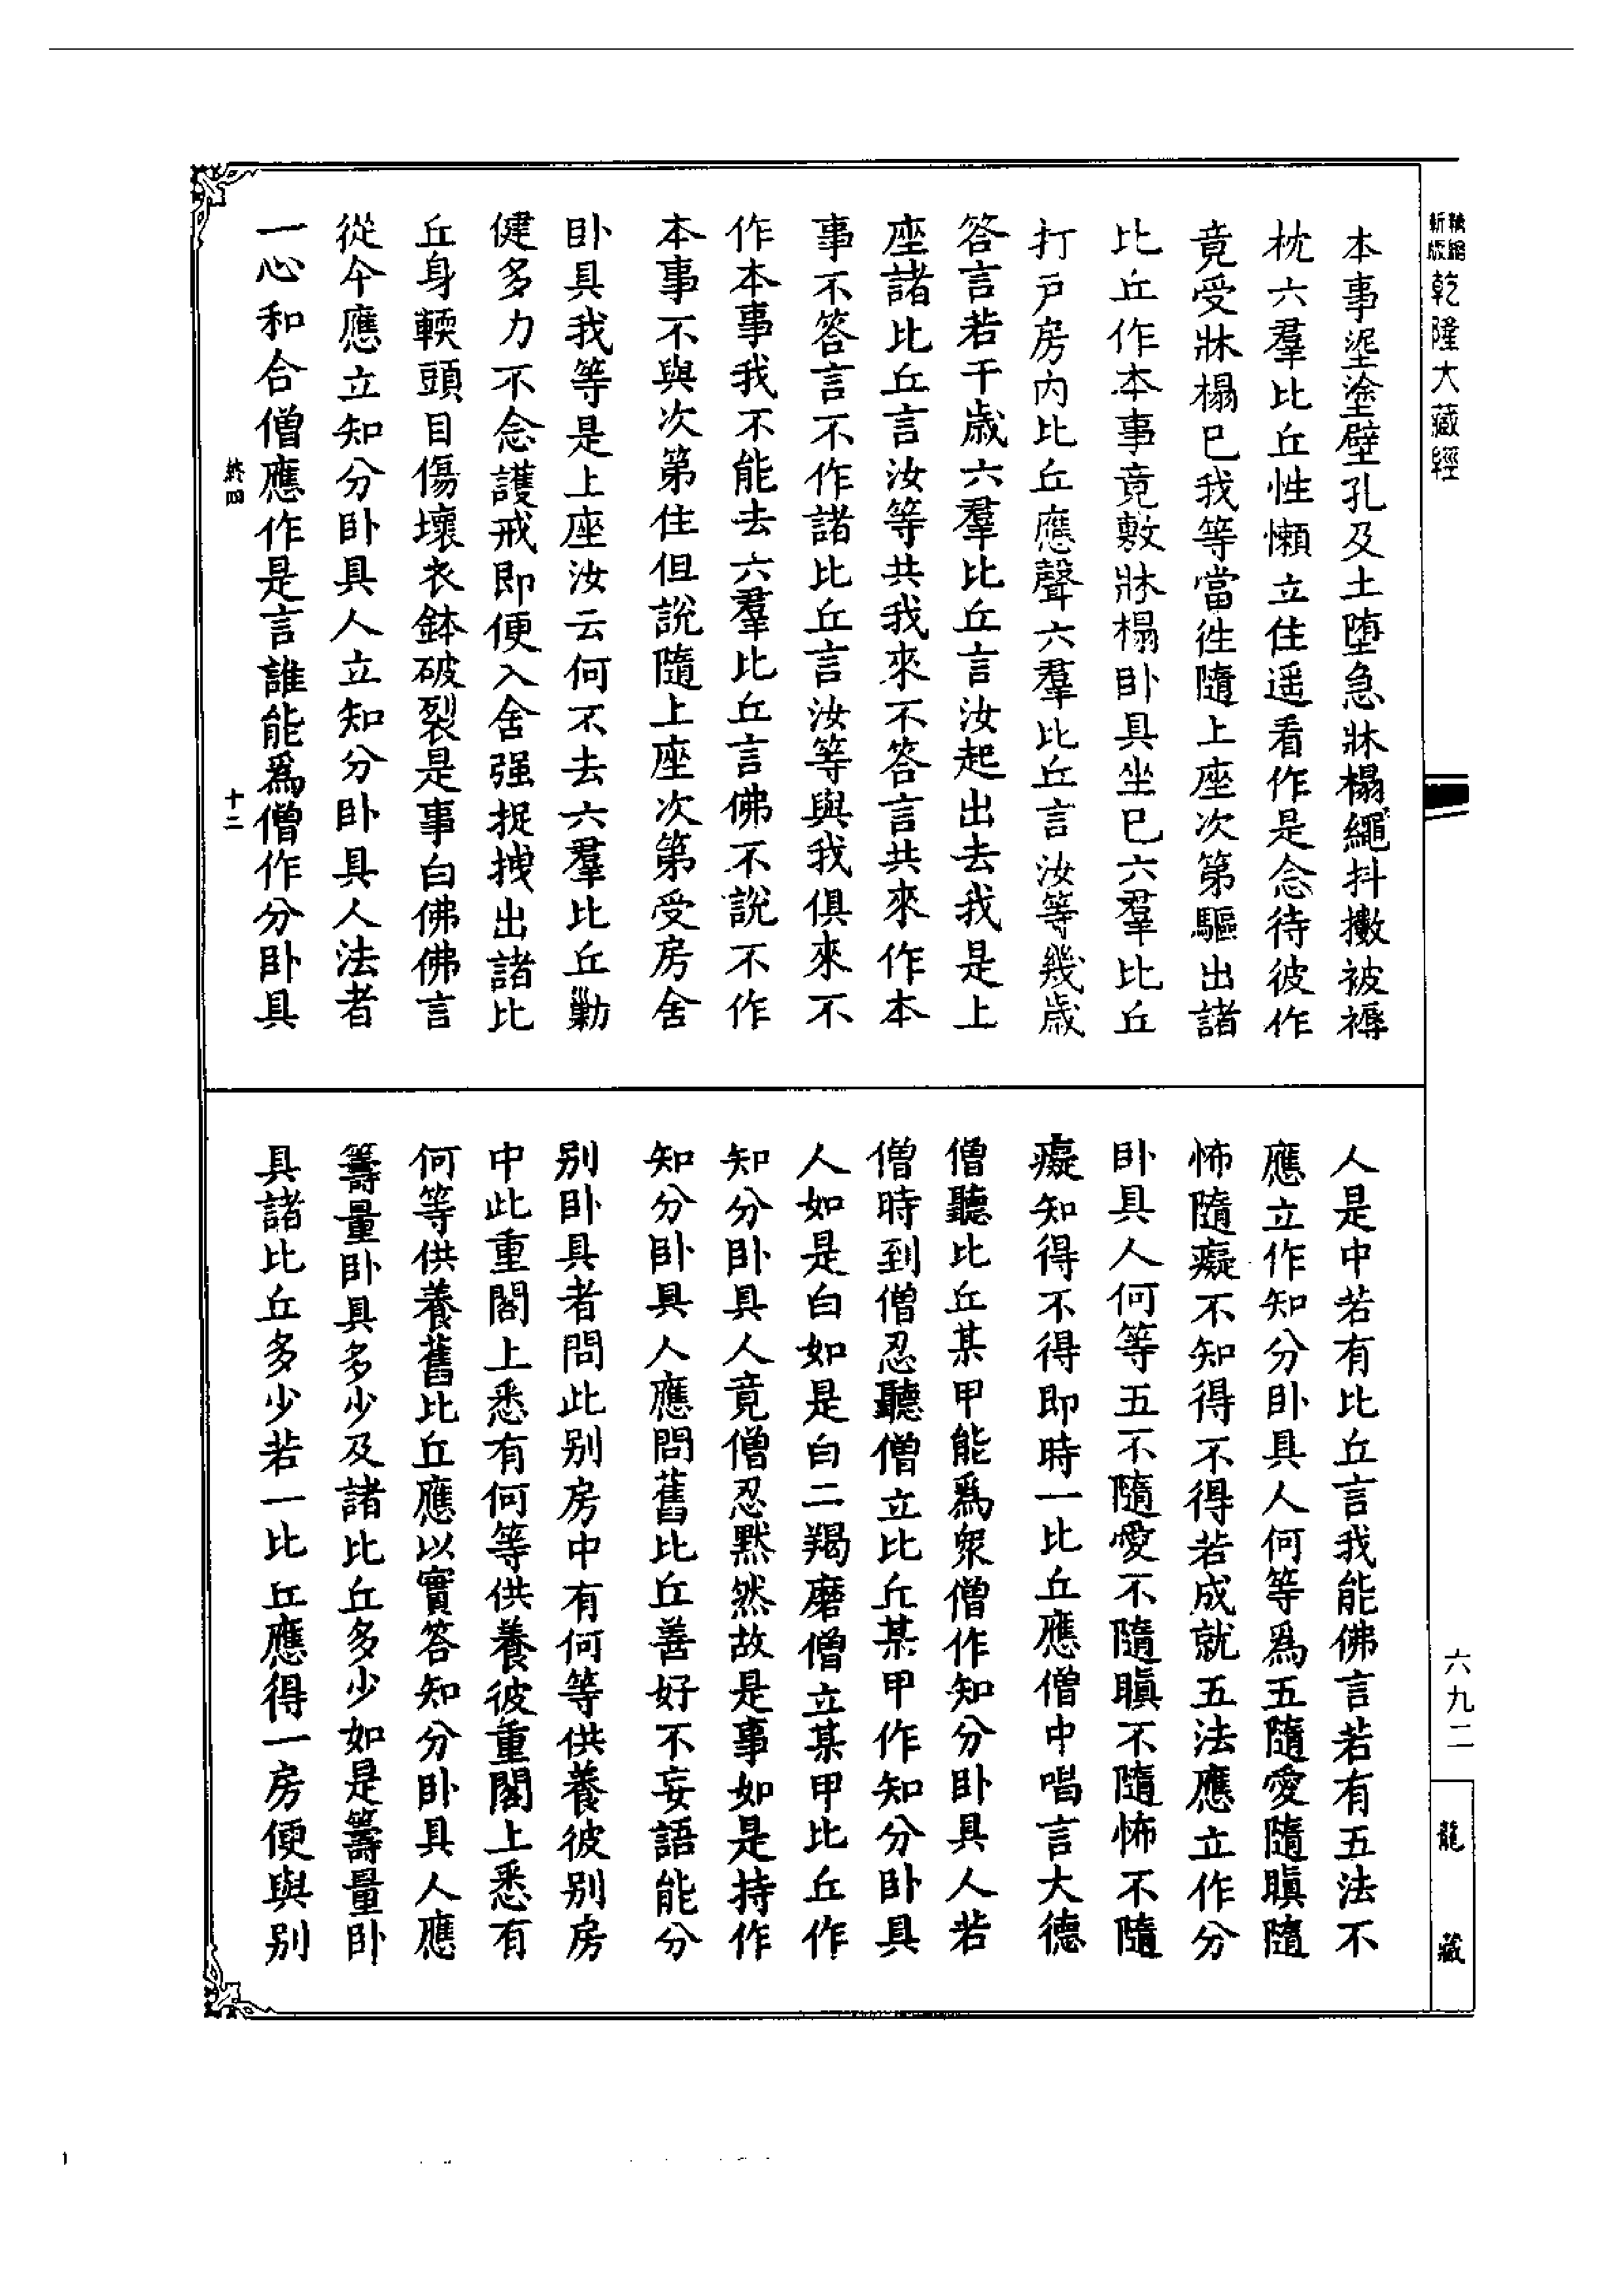 精縮新版乾隆大藏經
六九二
龍藏
本事埿塗壁孔及土墮急牀榻繩抖擻被褥
枕六羣比丘性懶立住遥看作是念待彼作
竟受牀榻已我等當往隨上座次第驅出諸
比丘作本事竟敷牀榻卧具坐已六羣比丘
打戸房内比丘應聲六羣比丘言汝等幾歲
答言若干歲六羣比丘言汝起出去我是上
座諸比丘言汝等共我來不答言共來作本
事不答言不作諸比丘言汝等與我俱來不
作本事我不能去六羣比丘言佛不說不作
本事不與次第住但說隨上座次第受房舍
卧具我等是上座汝云何不去六羣比丘勦
健多力不念護戒即便入舍强捉拽出諸比
丘身輭頭目傷壞衣鉢破裂是事白佛佛言
從今應立知分卧具人立知分卧具人法者
一心和合僧應作是言誰能爲僧作分卧具
終四
十二
人是中若有比丘言我能佛言若有五法不
應立作知分卧具人何等爲五隨愛隨瞋隨
怖隨癡不知得不得若成就五法應立作分
卧具人何等五不隨愛不隨瞋不隨怖不隨
癡知得不得即時一比丘應僧中唱言大德
僧聽比丘某甲能爲衆僧作知分卧具人若
僧時到僧忍聽僧立比丘某甲作知分卧具
人如是白如是白二羯磨僧立某甲比丘作
知分卧具人竟僧忍黙然故是事如是持作
知分卧具人應問舊比丘善好不妄語能分
别卧具者問此别房中有何等供養彼别房
中此重閣上悉有何等供養彼重閣上悉有
何等供養舊比丘應以實答知分卧具人應
籌量卧具多少及諸比丘多少如是籌量卧
具諸比丘多少若一比丘應得一房便與别